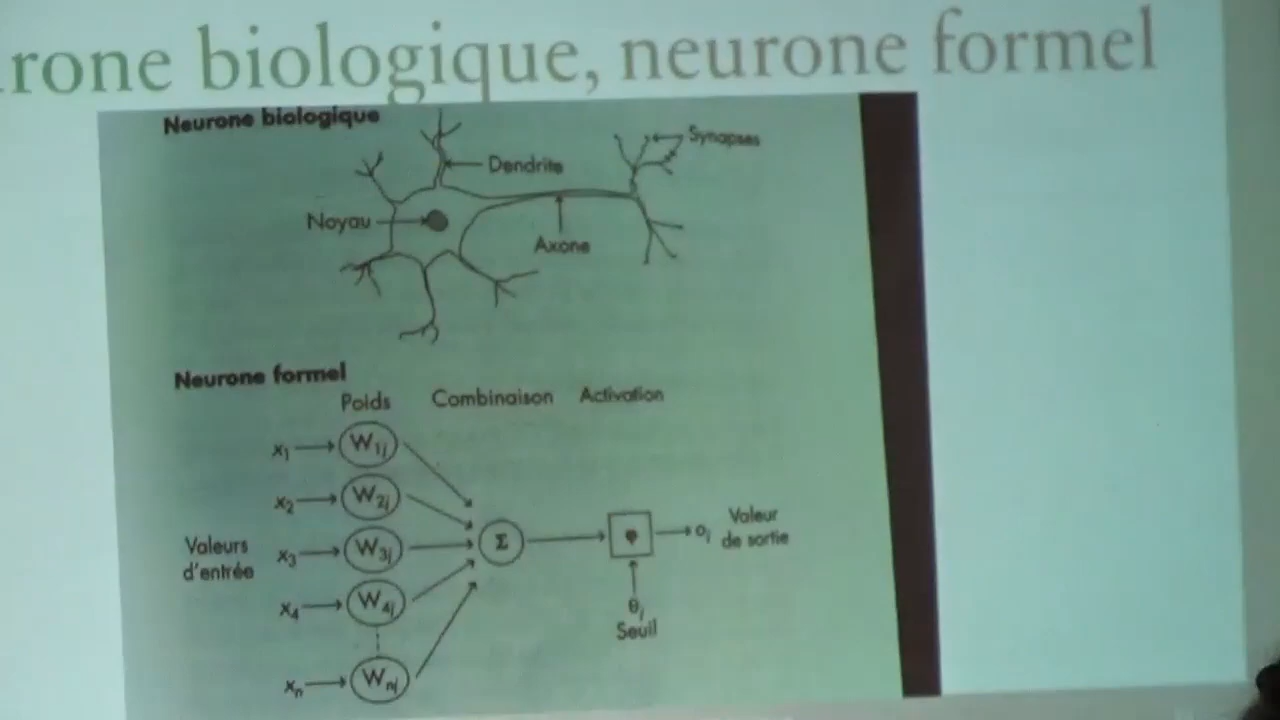 rone biologique, neurone formel
Neurone biologique
Synapses
Dendrite
Noyau
Axone
Neurone formel
Poids Combinaison Activation
x1 W1j
x2 W2j
x3 W3j
x4 W4j
xn Wnj
Valeurs
d'entrée
Σ
φ
oj
Valeur
de sortie
θj
Seuil